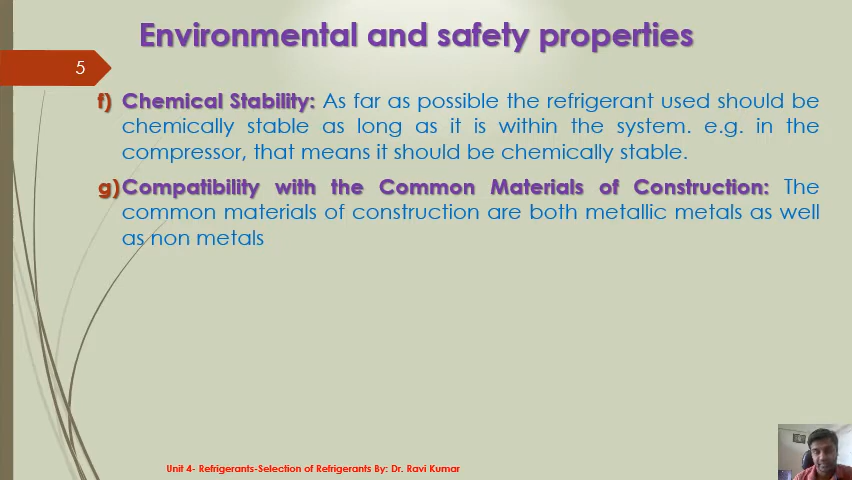 Environmental and safety properties
5
f) Chemical Stability: As far as possible the refrigerant used should be
chemically stable as long as it is within the system. e.g. in the
compressor, that means it should be chemically stable.
g) Compatibility with the Common Materials of Construction: The
common materials of construction are both metallic metals as well
as non metals
Unit 4- Refrigerants-Selection of Refrigerants By: Dr. Ravi Kumar